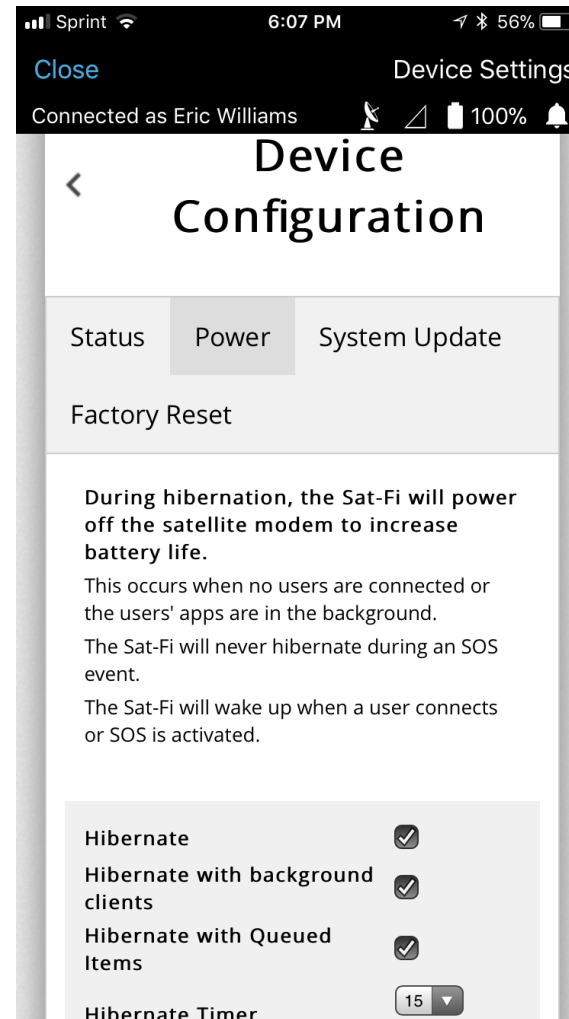 Sprint 6:07 PM 56%
Close Device Settings
Connected as Eric Williams 100%
Device
Configuration
Status Power System Update
Factory Reset
During hibernation, the Sat-Fi will power
off the satellite modem to increase
battery life.
This occurs when no users are connected or
the users' apps are in the background.
The Sat-Fi will never hibernate during an SOS
event.
The Sat-Fi will wake up when a user connects
or SOS is activated.
Hibernate
Hibernate with background
clients
Hibernate with Queued
Items
15
Hibernate Timer